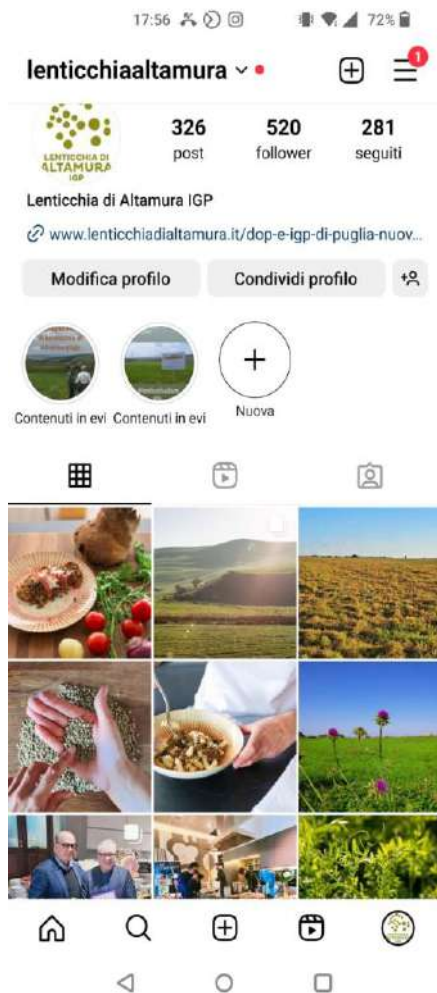 17:56 72%
lenticchiaaltamura
1
LENTICCHIA DI
ALTAMURA
IGP
326 520 281
post follower seguiti
Lenticchia di Altamura IGP
www.lenticchiadialtamura.it/dop-e-igp-di-puglia-nuov...
Modifica profilo Condividi profilo
Contenuti in evi Contenuti in evi Nuova